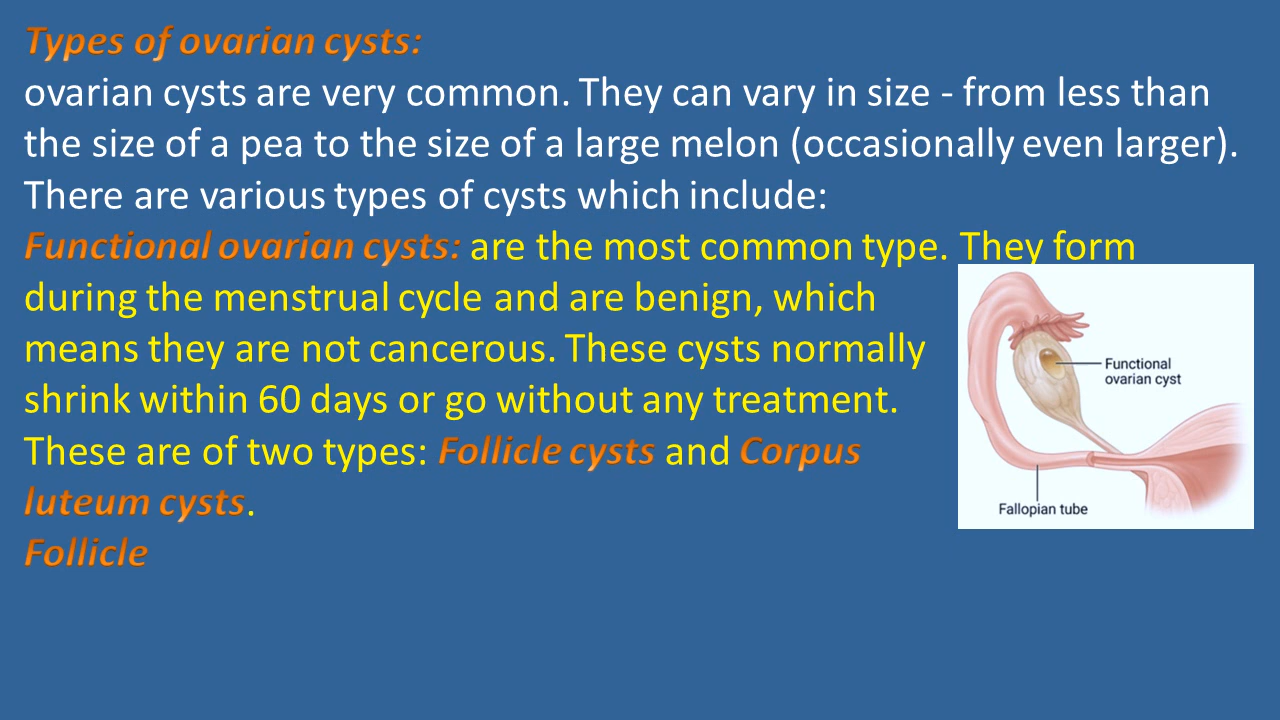 Types of ovarian cysts:
ovarian cysts are very common. They can vary in size - from less than
the size of a pea to the size of a large melon (occasionally even larger).
There are various types of cysts which include:
Functional ovarian cysts: are the most common type. They form
during the menstrual cycle and are benign, which
means they are not cancerous. These cysts normally
shrink within 60 days or go without any treatment.
These are of two types: Follicle cysts and Corpus
luteum cysts.
Follicle
Functional
ovarian cyst
Fallopian tube